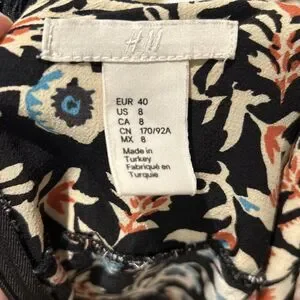 H&M
EUR 40
US 8
CA 8
CN 170/92A
MX 8
Made in
Turkey
Fabriqué en
Turquie